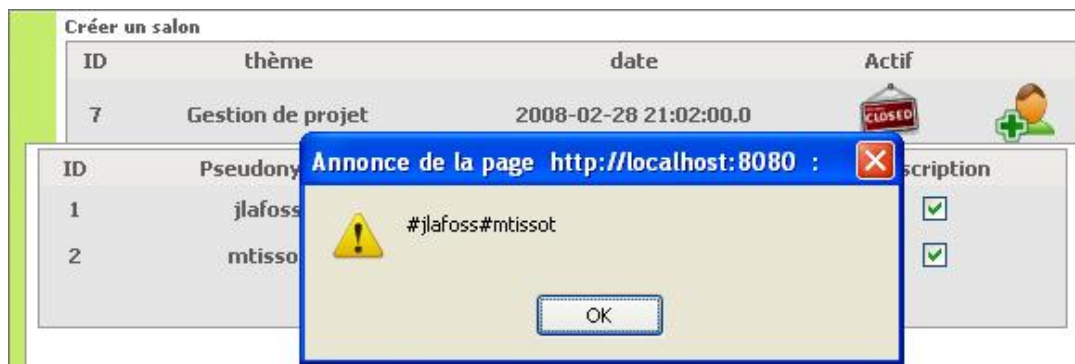 Créer un salon
ID thème date Actif
7 Gestion de projet 2008-02-28 21:02:00.0 CLOSED
Annonce de la page http://localhost:8080 :
ID Pseudony scription
1 jlafoss
#jlafoss#mtissot
2 mtisso
OK